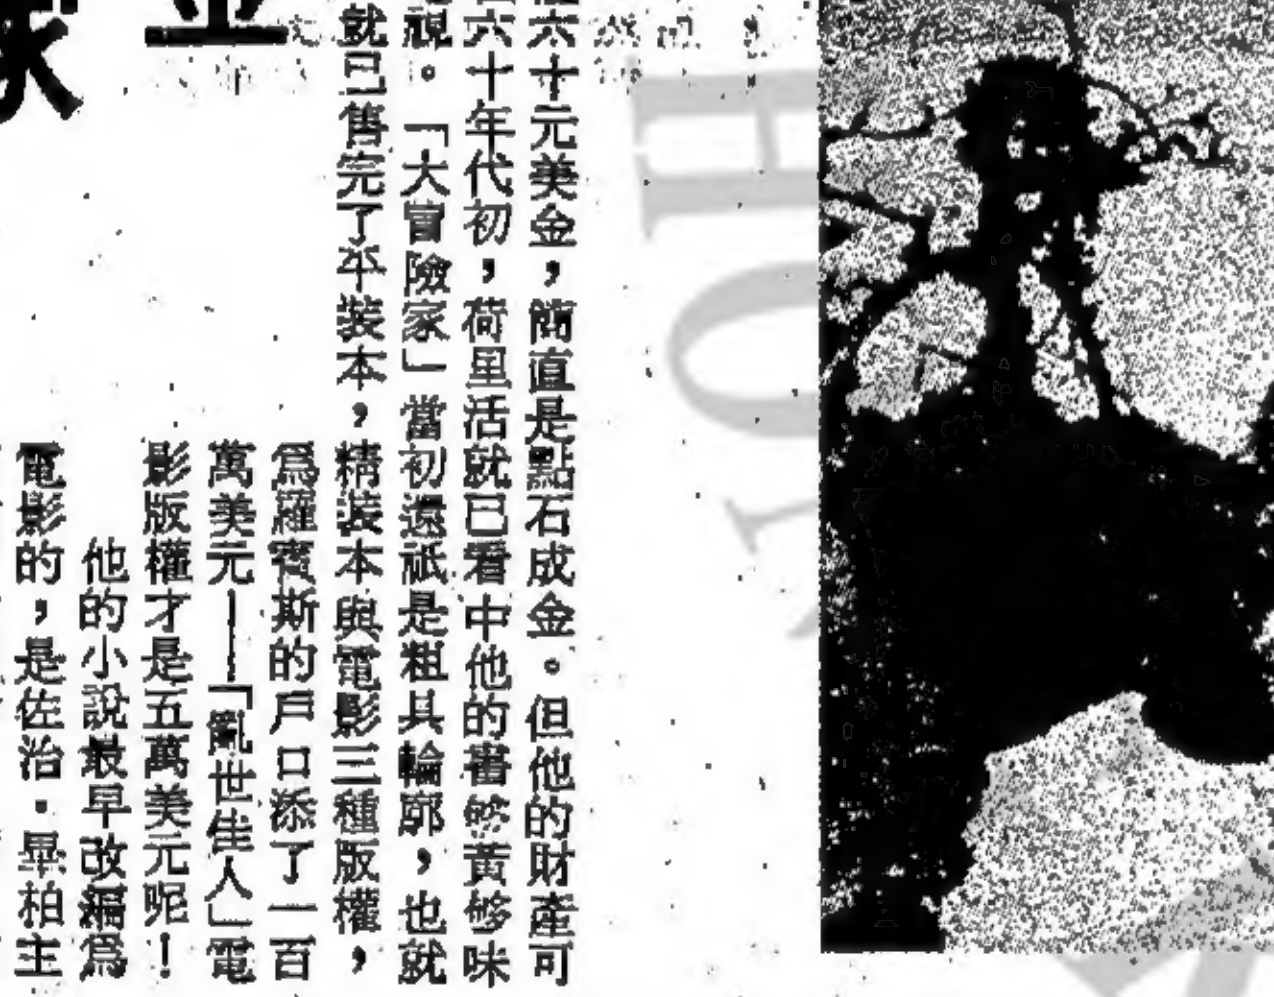 六十元美金，簡直是點石成金。但他的財產可
六十年代初，荷里活就已看中他的書够黃够味
視。「大冒險家」當初還祇是粗具輪廓，也就
就已售完了平裝本，精裝本與電影三種版權，
爲羅賓斯的戶口添了一百
萬美元——「亂世佳人」電
影版權才是五萬美元呢！
他的小說最早改編爲
電影的，是佐治·畢柏主